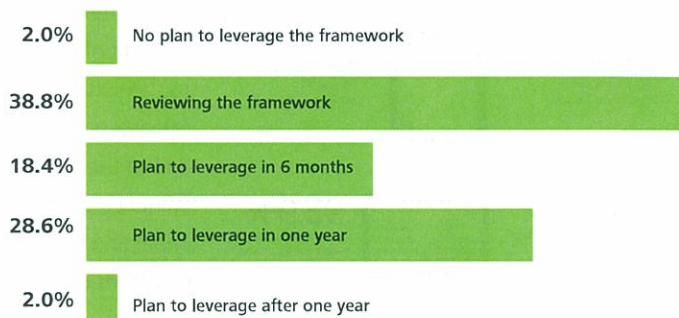 2.0% No plan to leverage the framework
38.8% Reviewing the framework
18.4% Plan to leverage in 6 months
28.6% Plan to leverage in one year
2.0% Plan to leverage after one year